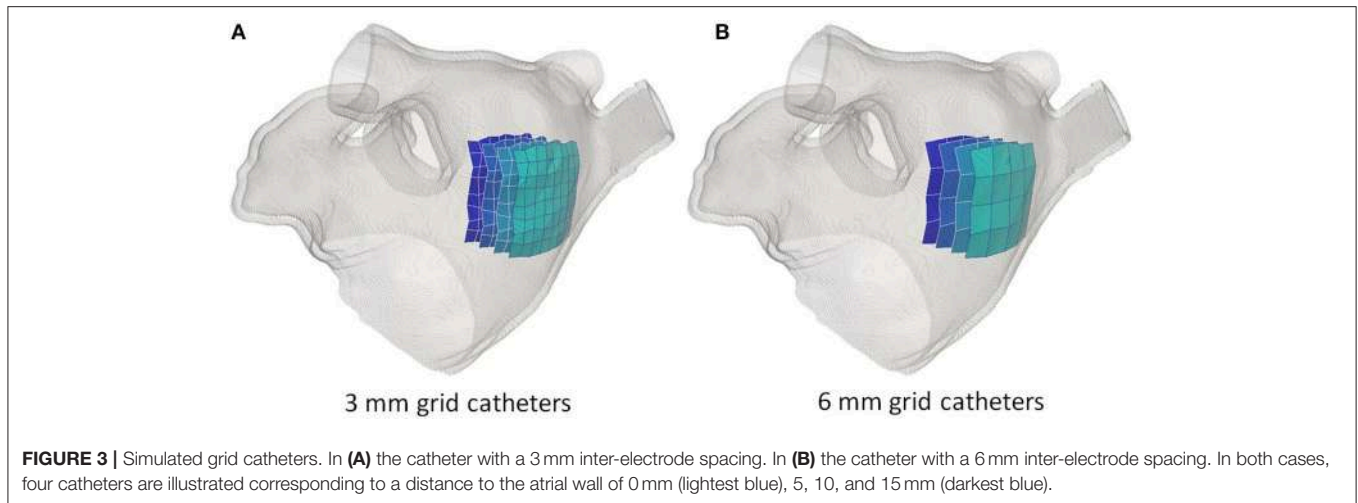 A
B
3 mm grid catheters
6 mm grid catheters
FIGURE 3 | Simulated grid catheters. In (A) the catheter with a 3 mm inter-electrode spacing. In (B) the catheter with a 6 mm inter-electrode spacing. In both cases,
four catheters are illustrated corresponding to a distance to the atrial wall of 0 mm (lightest blue), 5, 10, and 15 mm (darkest blue).